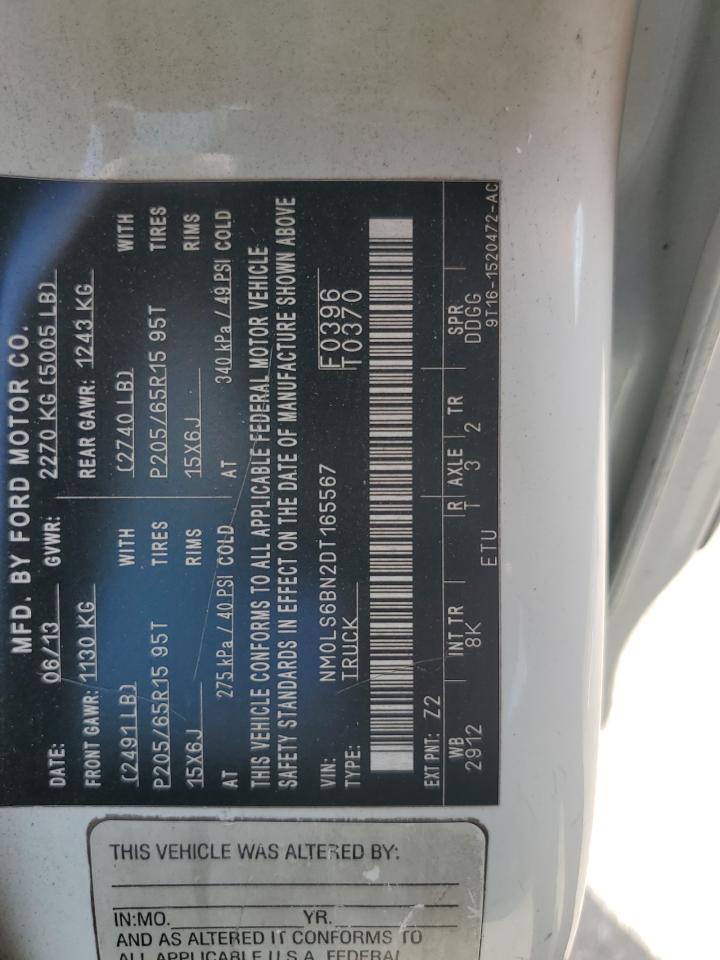 MFD. BY FORD MOTOR CO.
DATE: 06/13 GVWR: 2270 KG (5005 LB)
FRONT GAWR: 1130 KG REAR GAWR: 1243 KG
(2491LB) WITH (2740 LB) WITH
P205/65R15 95T TIRES P205/65R15 95T TIRES
15X6J RIMS 15X6J RIMS
AT 275 kPa / 40 PSI COLD AT 340 kPa / 49 PSI COLD
THIS VEHICLE CONFORMS TO ALL APPLICABLE FEDERAL MOTOR VEHICLE
SAFETY STANDARDS IN EFFECT ON THE DATE OF MANUFACTURE SHOWN ABOVE
VIN: NM0LS6BN2DT165567 F0396
TYPE: TRUCK T0370
EXT PNT: Z2
WB INT TR R AXLE TR SPR
2912 8K T 3 2 DDGG
ETU 9T16-1520472-AC
THIS VEHICLE WAS ALTERED BY:
IN:MO. YR.
AND AS ALTERED IT CONFORMS TO
ALL APPLICABLE U.S.A. FEDERAL